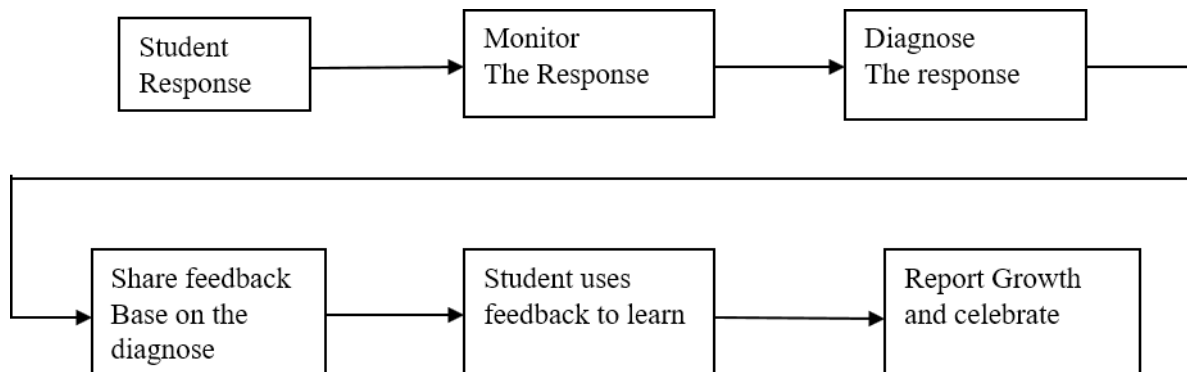 Student
Response
Monitor
The Response
Diagnose
The response
Share feedback
Base on the
diagnose
Student uses
feedback to learn
Report Growth
and celebrate